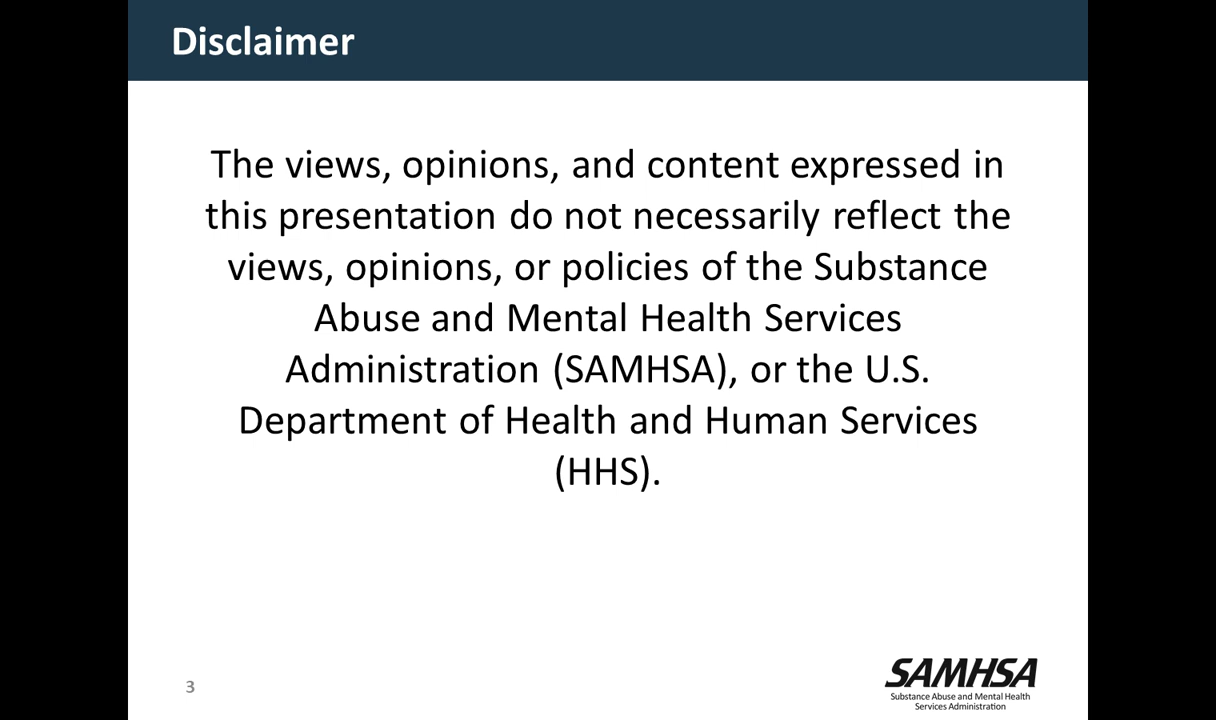 Disclaimer
The views, opinions, and content expressed in
this presentation do not necessarily reflect the
views, opinions, or policies of the Substance
Abuse and Mental Health Services
Administration (SAMHSA), or the U.S.
Department of Health and Human Services
(HHS).
3
SAMHSA
Substance Abuse and Mental Health
Services Administration